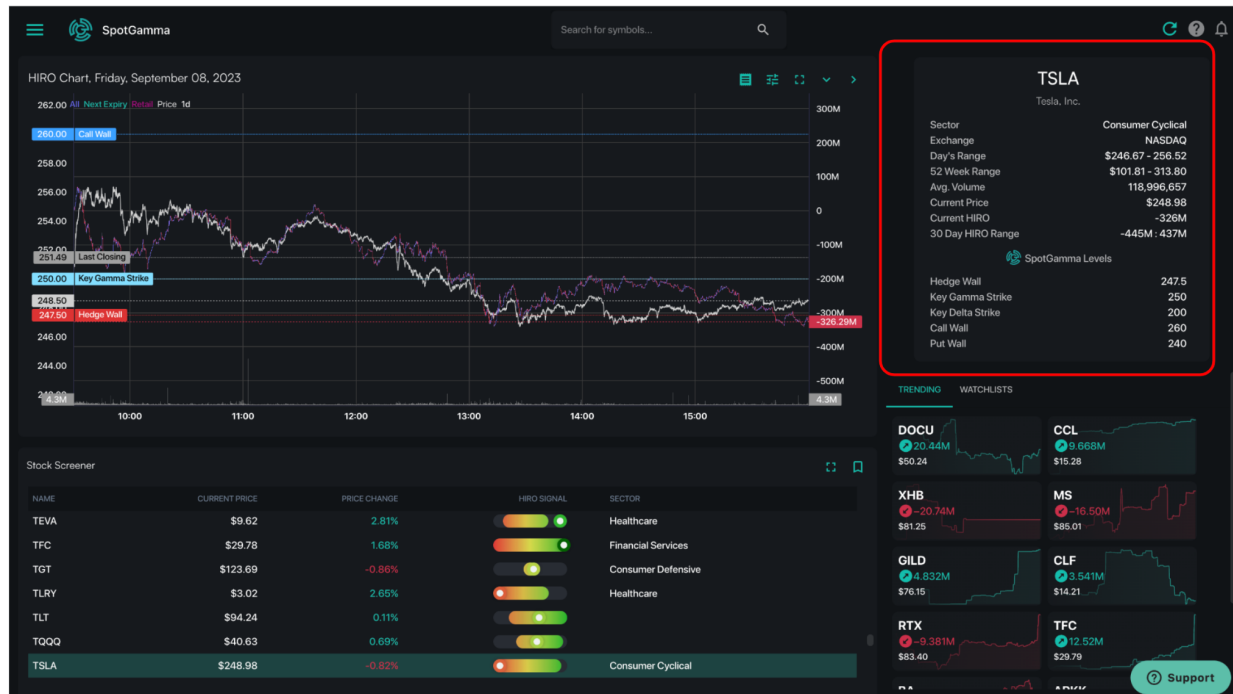 SpotGamma
Search for symbols...
HIRO Chart, Friday, September 08, 2023
All Next Expiry Retail Price 1d
262.00
260.00 Call Wall
258.00
256.00
254.00
252.00
251.49 Last Closing
250.00 Key Gamma Strike
248.50
247.50 Hedge Wall
246.00
244.00
4.3M
300M
200M
100M
0
-100M
-200M
-300M
-326.29M
-400M
-500M
4.3M
10:00 11:00 12:00 13:00 14:00 15:00
TSLA
Tesla, Inc.
Sector Consumer Cyclical
Exchange NASDAQ
Day's Range $246.67 - 256.52
52 Week Range $101.81 - 313.80
Avg. Volume 118,996,657
Current Price $248.98
Current HIRO -326M
30 Day HIRO Range -445M : 437M
SpotGamma Levels
Hedge Wall 247.5
Key Gamma Strike 250
Key Delta Strike 200
Call Wall 260
Put Wall 240
Stock Screener
NAME CURRENT PRICE PRICE CHANGE HIRO SIGNAL SECTOR
TEVA $9.62 2.81% Healthcare
TFC $29.78 1.68% Financial Services
TGT $123.69 -0.86% Consumer Defensive
TLRY $3.02 2.65% Healthcare
TLT $94.24 0.11%
TQQQ $40.63 0.69%
TSLA $248.98 -0.82% Consumer Cyclical
TRENDING WATCHLISTS
DOCU
20.44M
$50.24
CCL
9.668M
$15.28
XHB
-20.74M
$81.25
MS
-16.50M
$85.01
GILD
4.832M
$76.15
CLF
3.541M
$14.21
RTX
-9.381M
$83.40
TFC
12.52M
$29.79
Support